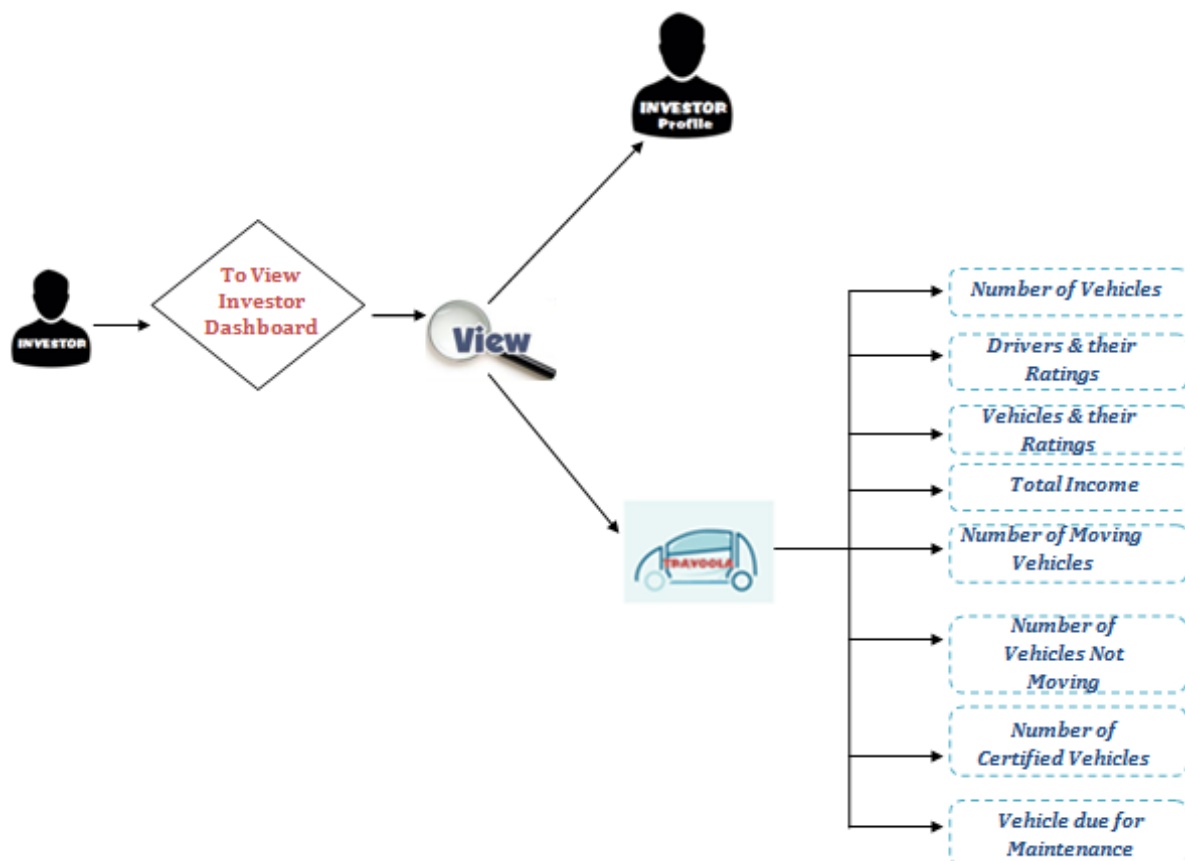 INVESTOR
Profile
To View
Investor
Dashboard
INVESTOR
View
TRAVOOLA
Number of Vehicles
Drivers & their
Ratings
Vehicles & their
Ratings
Total Income
Number of Moving
Vehicles
Number of
Vehicles Not
Moving
Number of
Certified Vehicles
Vehicle due for
Maintenance